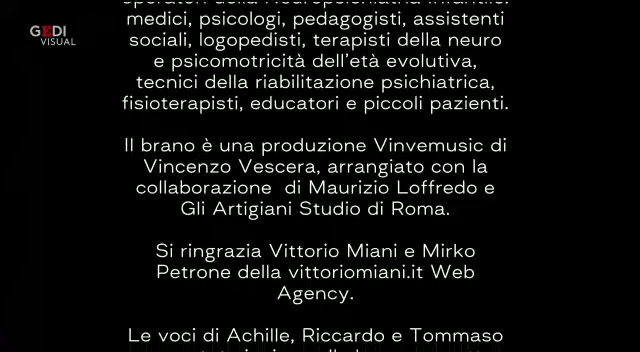 GEDI
VISUAL
operatori della Neuropsichiatria Infantile:
medici, psicologi, pedagogisti, assistenti
sociali, logopedisti, terapisti della neuro
e psicomotricità dell'età evolutiva,
tecnici della riabilitazione psichiatrica,
fisioterapisti, educatori e piccoli pazienti.
Il brano è una produzione Vinvemusic di
Vincenzo Vescera, arrangiato con la
collaborazione di Maurizio Loffredo e
Gli Artigiani Studio di Roma.
Si ringrazia Vittorio Miani e Mirko
Petrone della vittoriomiani.it Web
Agency.
Le voci di Achille, Riccardo e Tommaso